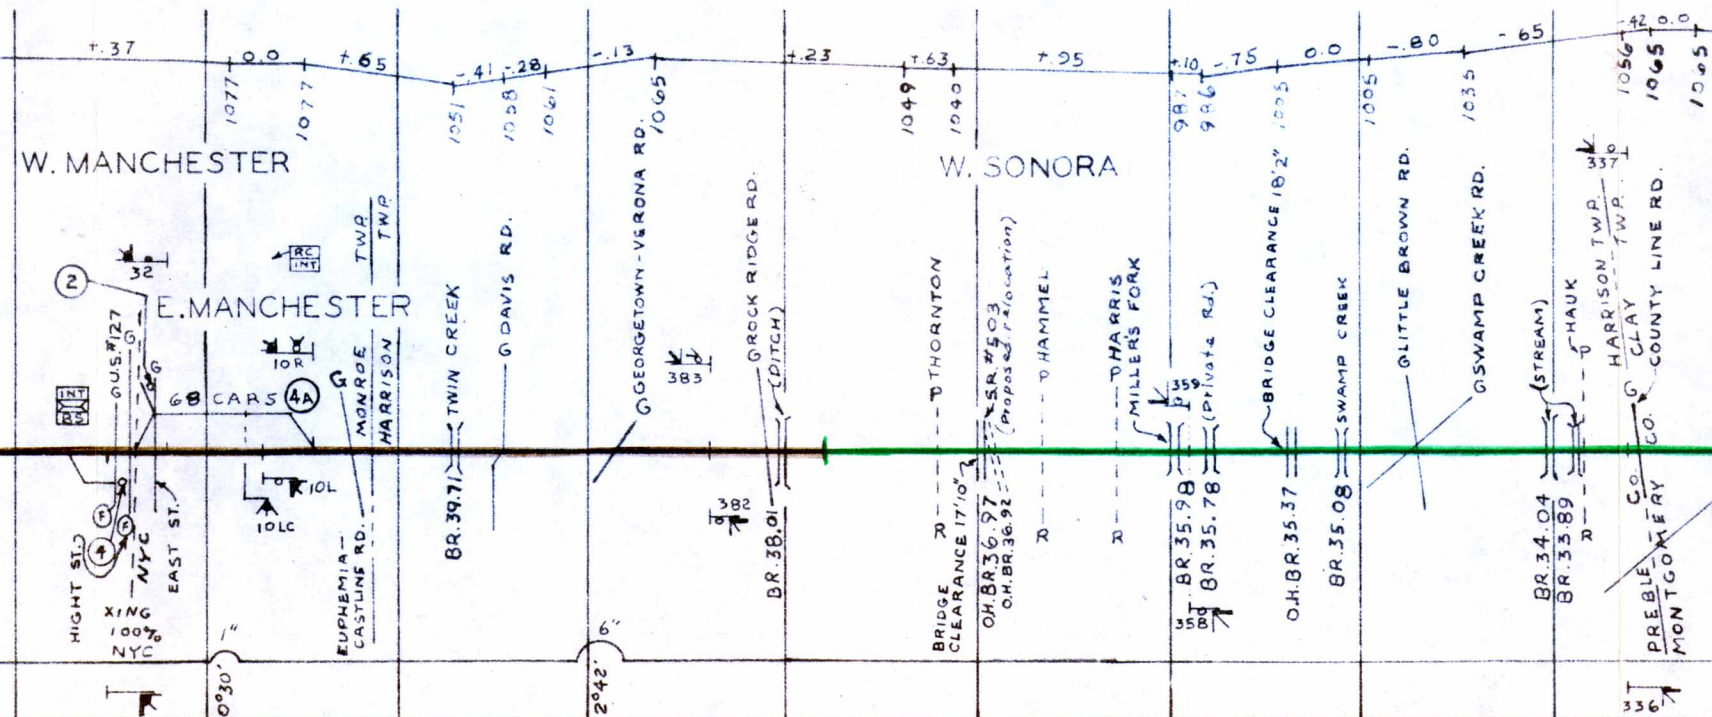 +.37
0.0
+.65
-.41
-.28
-.13
+.23
+.63
+.95
+.10
-.75
0.0
-.80
-65
-.42
0.0
1077
1077
1051
1058
1061
1065
1049
1040
987
986
1005
1005
1035
1056
1065
1065
W. MANCHESTER
W. SONORA
E. MANCHESTER
2
32
RC
INT
10R
INT
G U.S. #127
G
G
68 CARS
4A
G
MONROE TWP.
HARRISON TWP
TWIN CREEK
G DAVIS RD.
G GEORGETOWN-VERONA RD.
383
G ROCK RIDGE RD.
(DITCH)
P THORNTON
S.R. #503
(Proposed relocation)
P HAMMEL
P HARRIS
MILLER'S FORK
359
(Private Rd.)
BRIDGE CLEARANCE 18'2"
SWAMP CREEK
G LITTLE BROWN RD.
G SWAMP CREEK RD.
(STREAM)
P HAUK
337
HARRISON TWP.
CLAY TWP.
G COUNTY LINE RD.
HIGHT ST.
F
F
4
NYC
EAST ST.
XING
100%
NYC
10L
10LC
EUPHEMIA-
CASTLINE RD.
BR. 39.71
382
BR. 38.01
R
BRIDGE
CLEARANCE 17'10"
O.H. BR. 36.97
O.H. BR. 36.92
R
R
BR. 35.98
358
BR. 35.78
O.H. BR. 35.37
BR. 35.08
BR. 34.04
BR. 33.89
R
PREBLE CO.
MONTGOMERY CO.
1"
0°30'
6"
2°42'
336